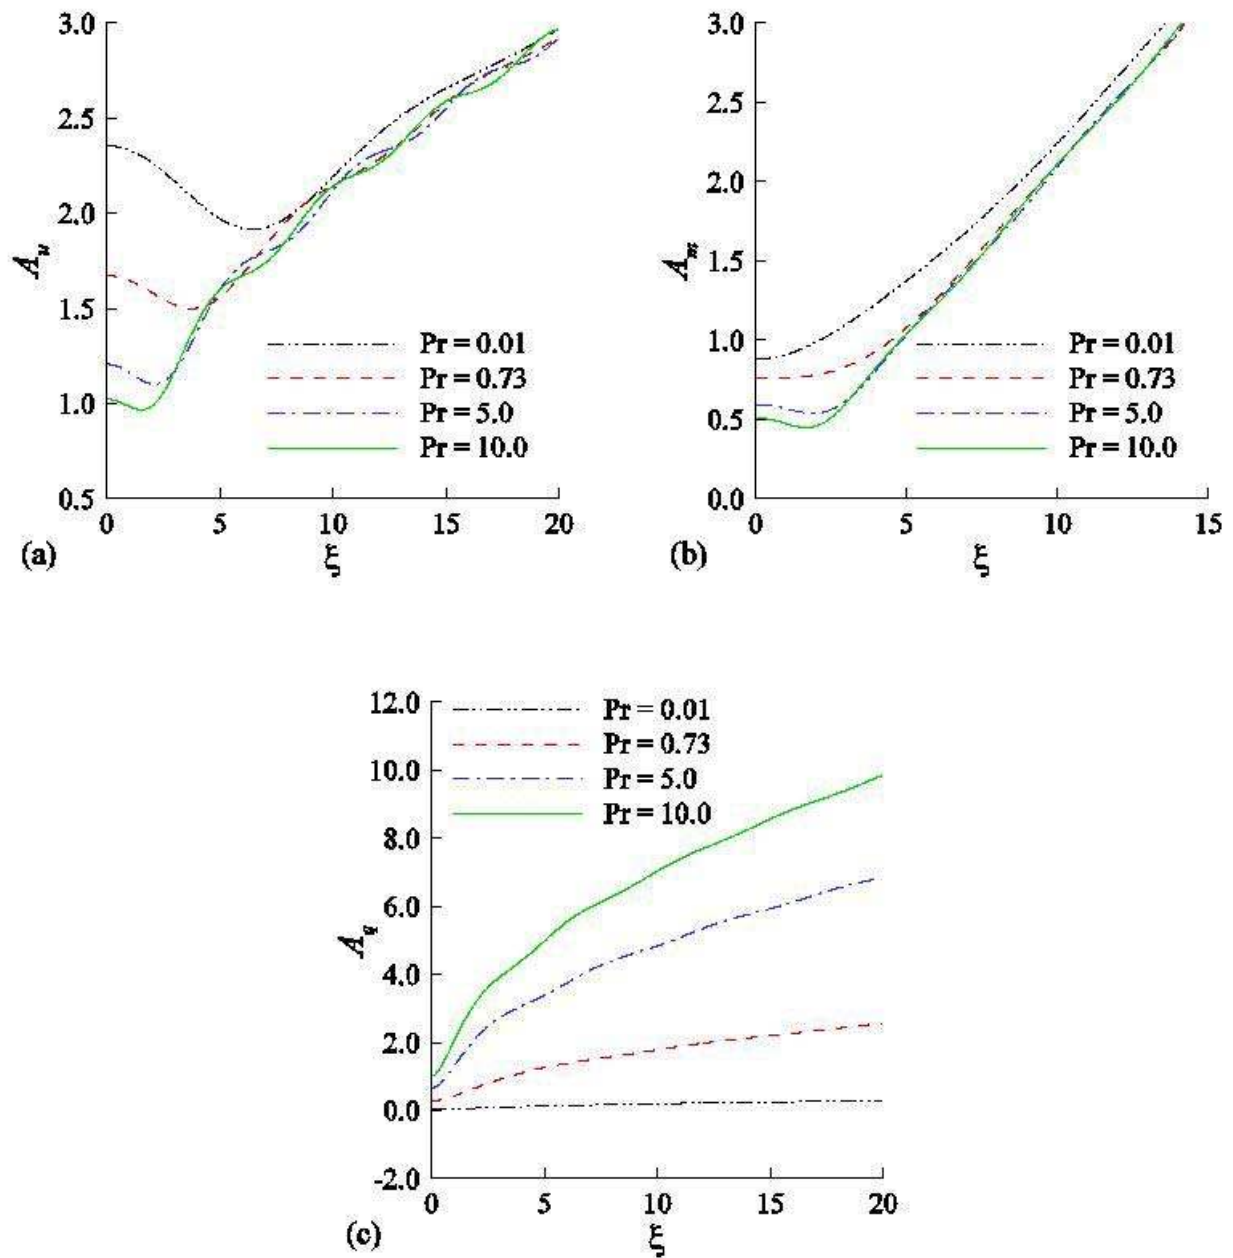 3.0
2.5
2.0
1.5
1.0
0.5
A_u
Pr = 0.01
Pr = 0.73
Pr = 5.0
Pr = 10.0
0 5 10 15 20
(a) ξ
3.0
2.5
2.0
1.5
1.0
0.5
0.0
A_m
Pr = 0.01
Pr = 0.73
Pr = 5.0
Pr = 10.0
0 5 10 15
(b) ξ
12.0
10.0
8.0
6.0
4.0
2.0
0.0
-2.0
A_q
Pr = 0.01
Pr = 0.73
Pr = 5.0
Pr = 10.0
0 5 10 15 20
(c) ξ